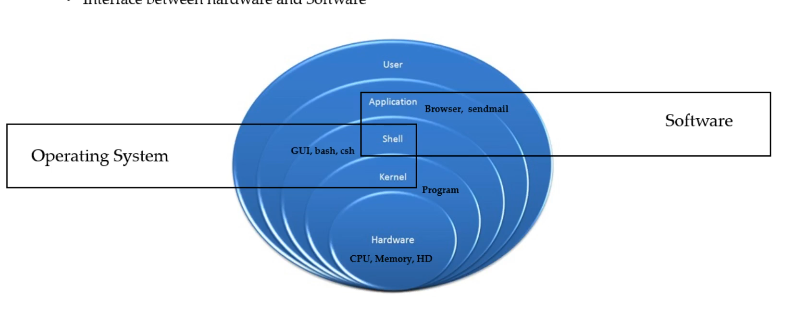 • Interface between hardware and Software
User
Application
Browser, sendmail
Software
Shell
GUI, bash, csh
Operating System
Kernel
Program
Hardware
CPU, Memory, HD